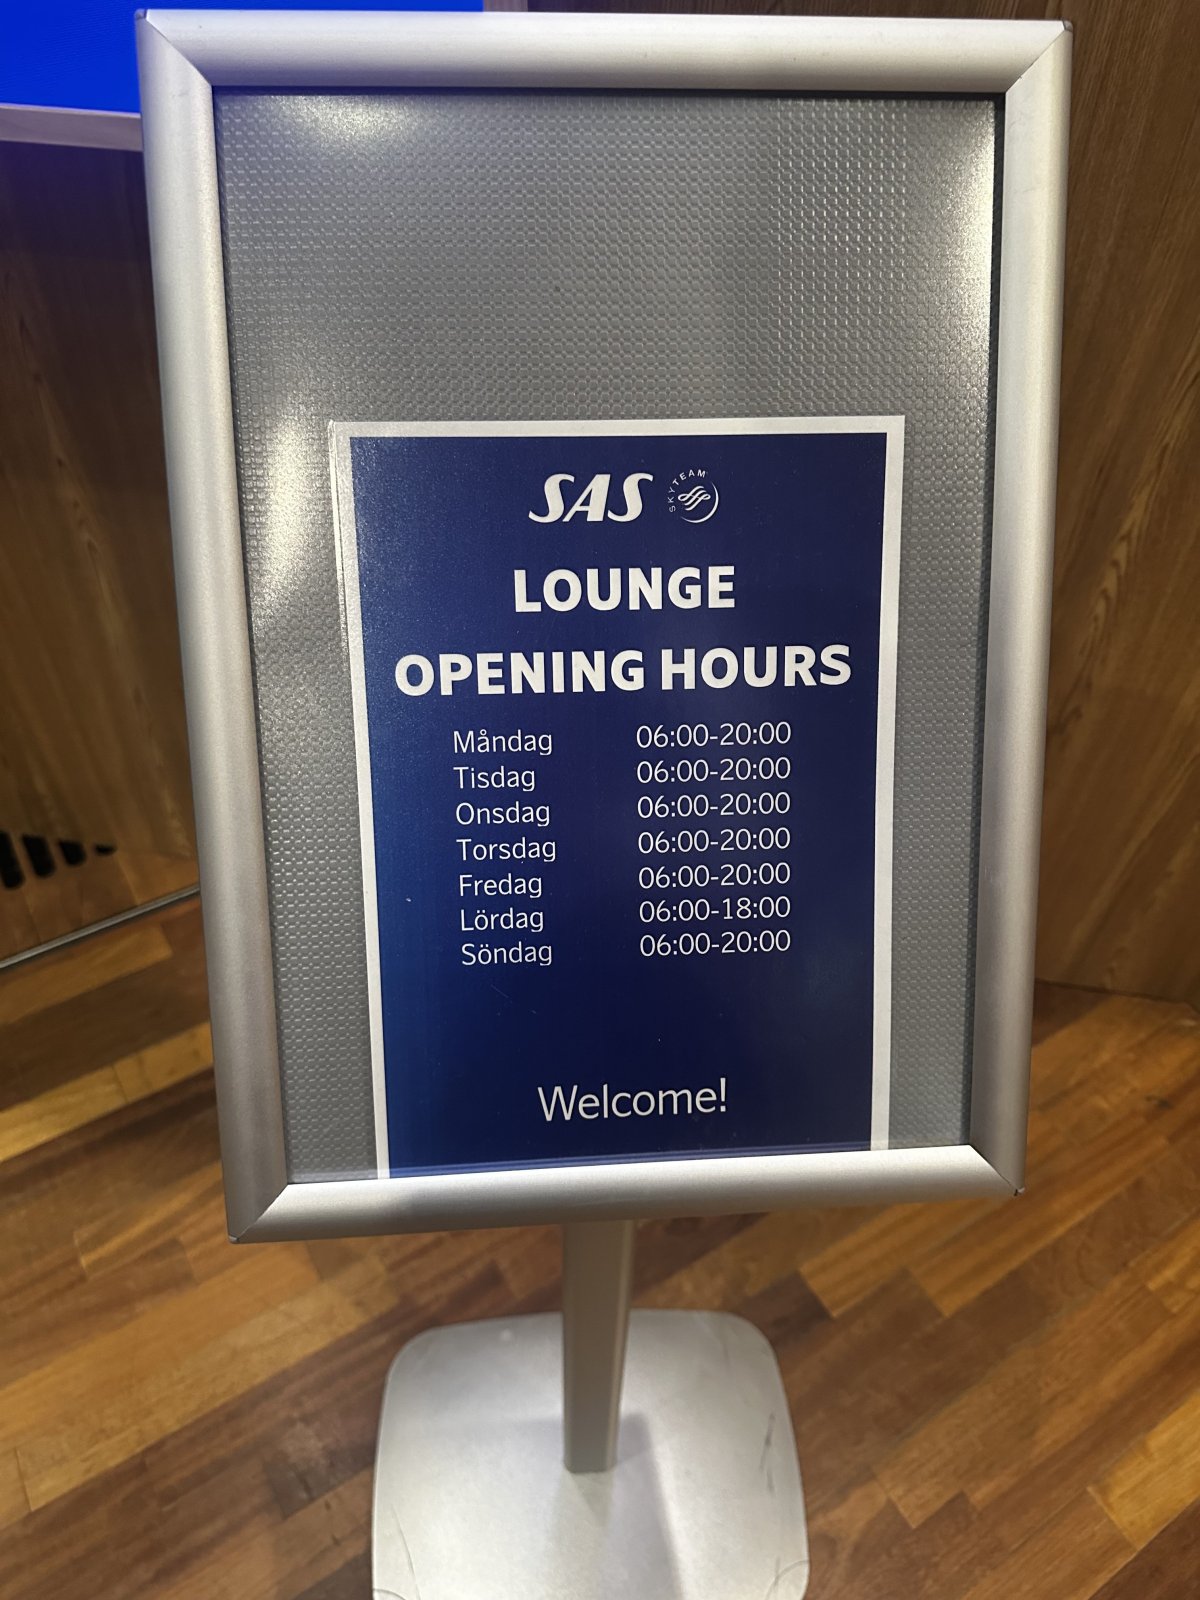 SAS SKYTEAM
LOUNGE
OPENING HOURS
Måndag 06:00-20:00
Tisdag 06:00-20:00
Onsdag 06:00-20:00
Torsdag 06:00-20:00
Fredag 06:00-20:00
Lördag 06:00-18:00
Söndag 06:00-20:00
Welcome!